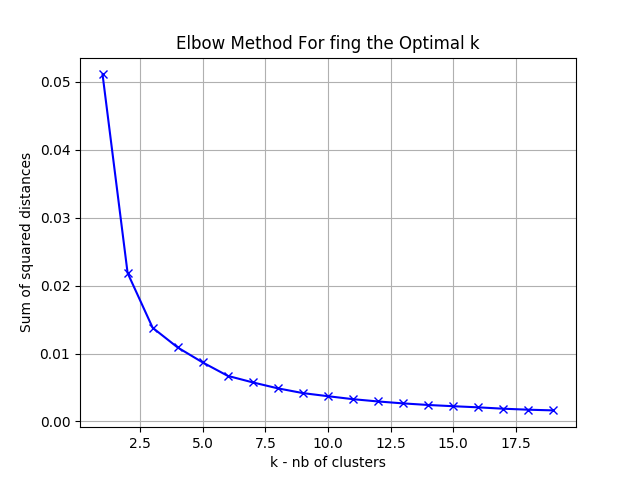 Elbow Method For fing the Optimal k
Sum of squared distances
0.05
0.04
0.03
0.02
0.01
0.00
2.5 5.0 7.5 10.0 12.5 15.0 17.5
k - nb of clusters